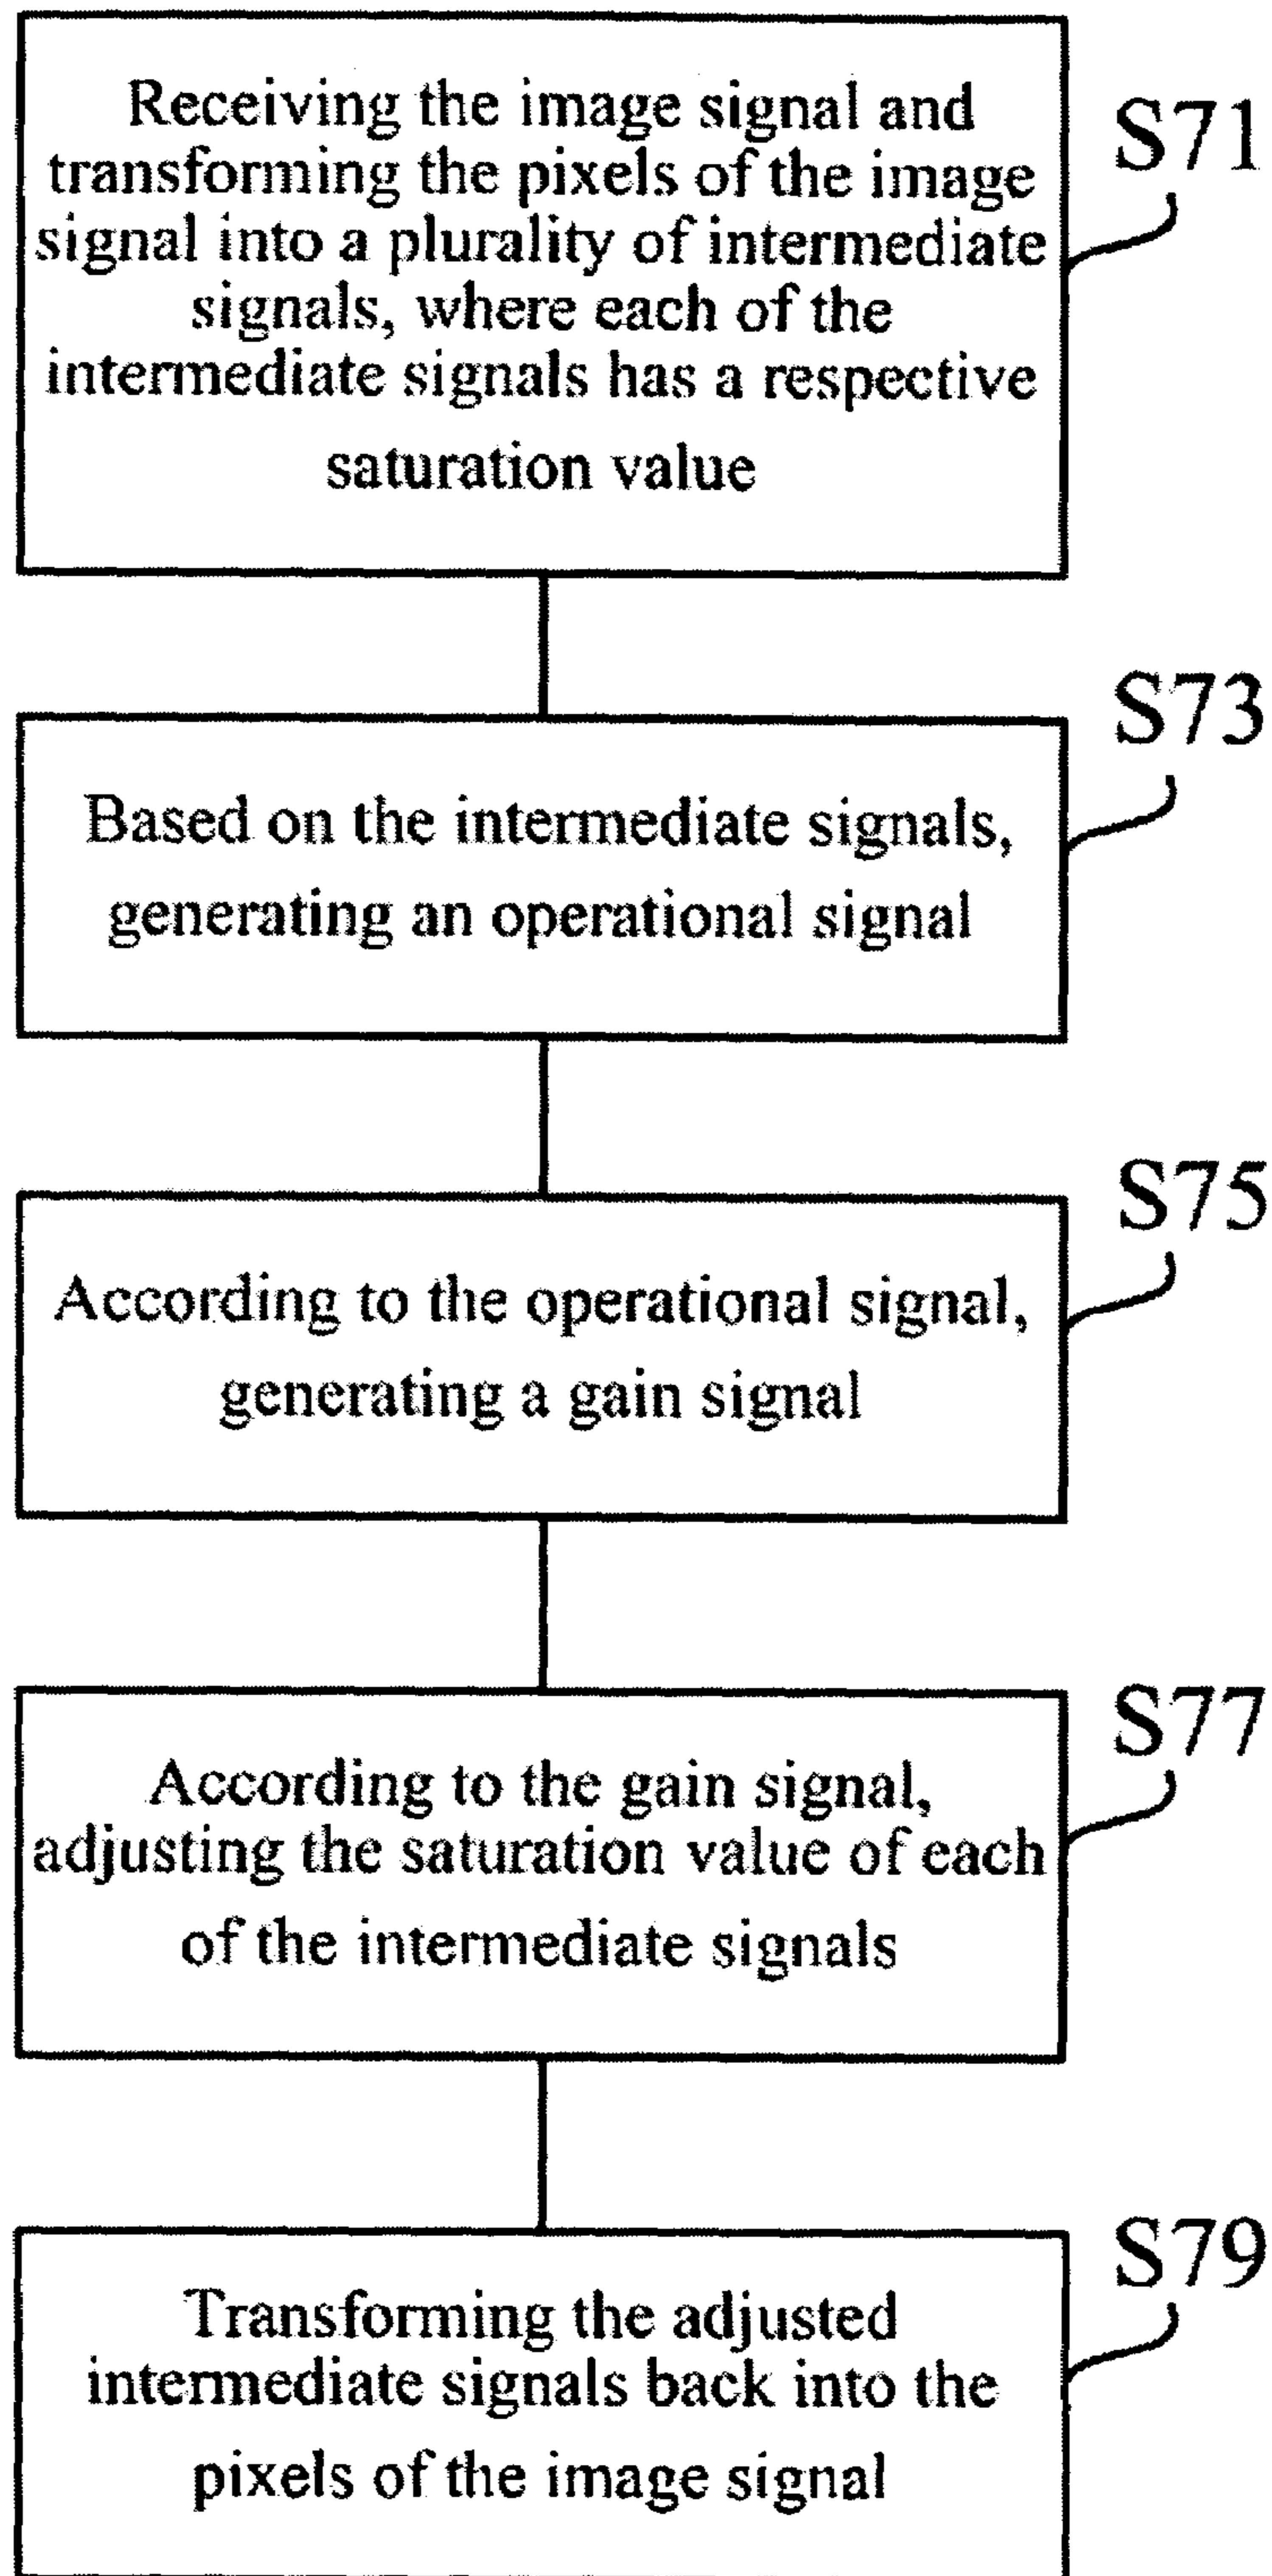 Receiving the image signal and
transforming the pixels of the image
signal into a plurality of intermediate
signals, where each of the
intermediate signals has a respective
saturation value
S71
Based on the intermediate signals,
generating an operational signal
S73
According to the operational signal,
generating a gain signal
S75
According to the gain signal,
adjusting the saturation value of each
of the intermediate signals
S77
Transforming the adjusted
intermediate signals back into the
pixels of the image signal
S79